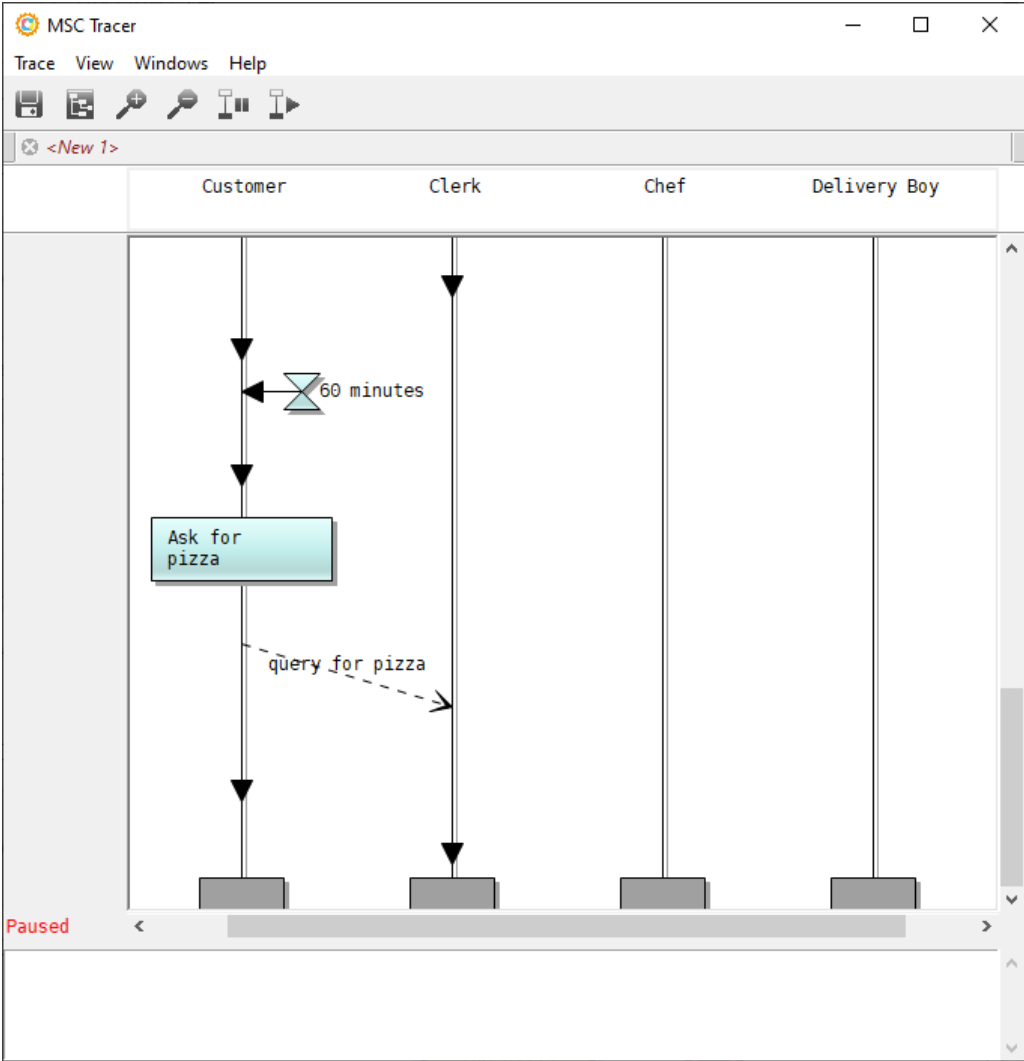 MSC Tracer
Trace View Windows Help
<New 1>
Customer Clerk Chef Delivery Boy
60 minutes
Ask for
pizza
query for pizza
Paused